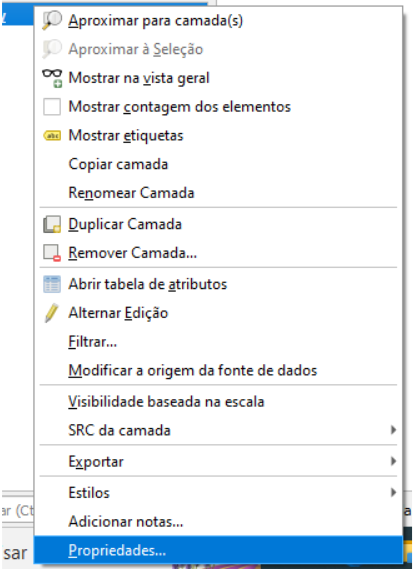 Aproximar para camada(s)
Aproximar à Seleção
Mostrar na vista geral
Mostrar contagem dos elementos
abc Mostrar etiquetas
Copiar camada
Renomear Camada
Duplicar Camada
Remover Camada...
Abrir tabela de atributos
Alternar Edição
Filtrar...
Modificar a origem da fonte de dados
Visibilidade baseada na escala
SRC da camada
Exportar
Estilos
ar (Ct
Adicionar notas...
sar
Propriedades...